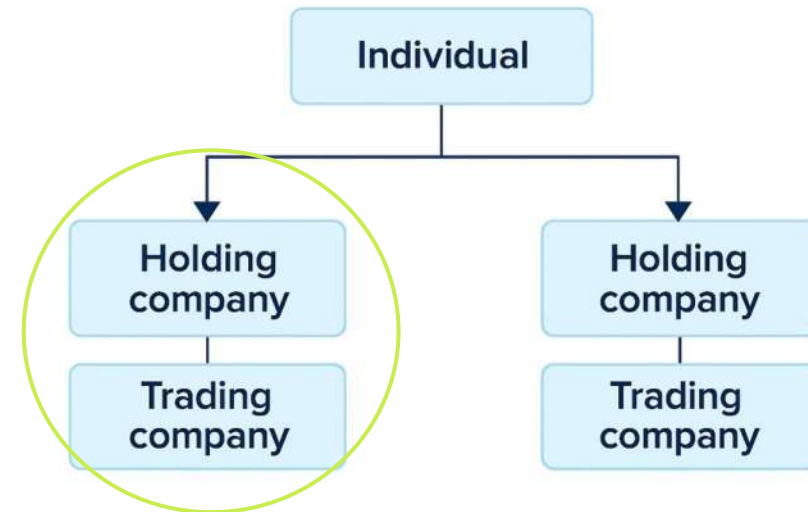 Individual
Holding
company
Holding
company
Trading
company
Trading
company